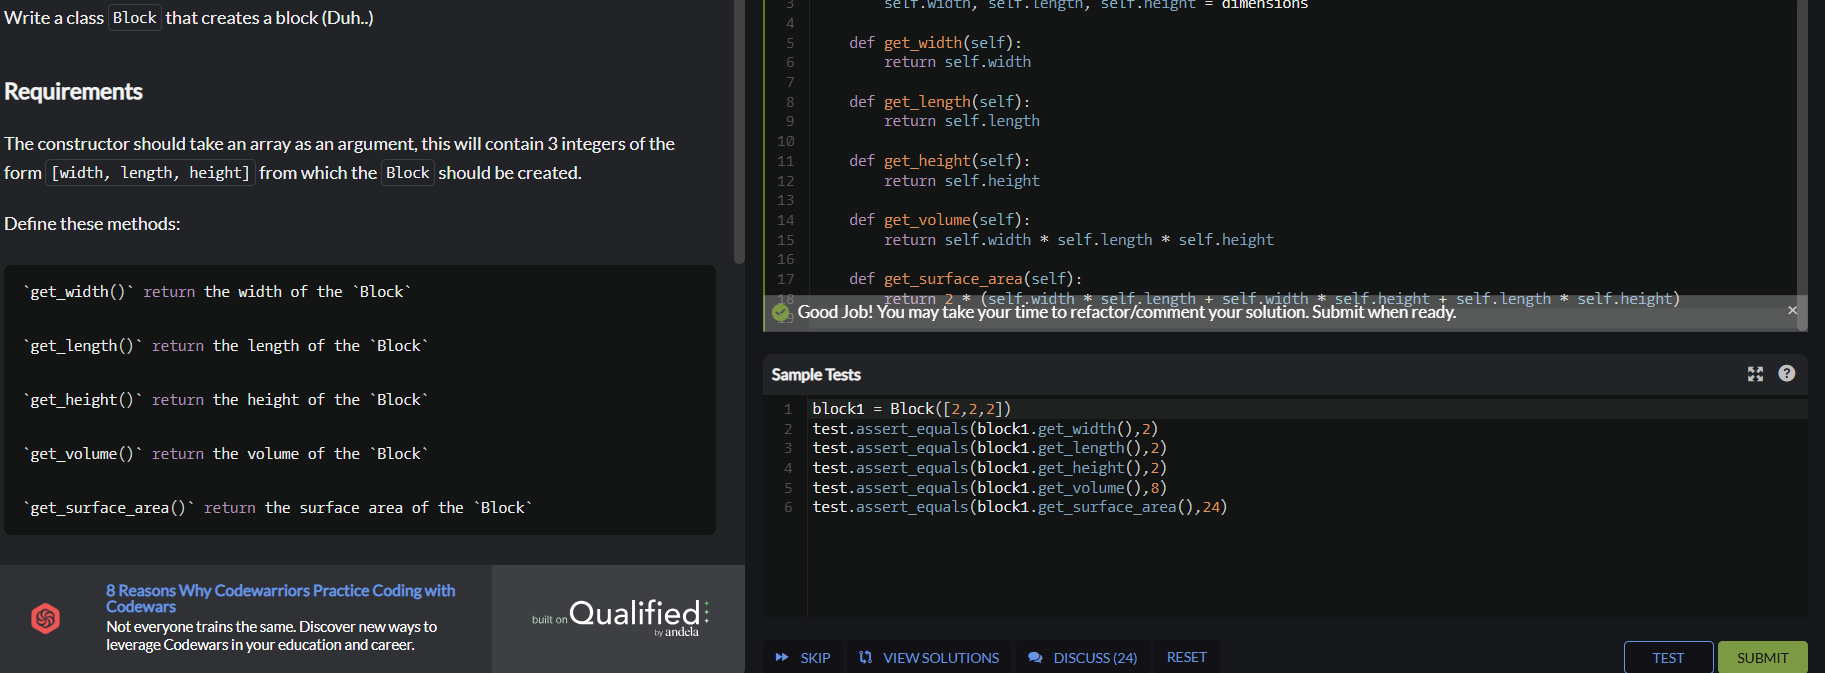 Write a class Block that creates a block (Duh..)
Requirements
The constructor should take an array as an argument, this will contain 3 integers of the
form [width, length, height] from which the Block should be created.
Define these methods:
`get_width()` return the width of the `Block`
`get_length()` return the length of the `Block`
`get_height()` return the height of the `Block`
`get_volume()` return the volume of the `Block`
`get_surface_area()` return the surface area of the `Block`
8 Reasons Why Codewarriors Practice Coding with
Codewars
Not everyone trains the same. Discover new ways to
leverage Codewars in your education and career.
built on Qualified
by andela
3 self.width, self.length, self.height = dimensions
4
5 def get_width(self):
6 return self.width
7
8 def get_length(self):
9 return self.length
10
11 def get_height(self):
12 return self.height
13
14 def get_volume(self):
15 return self.width * self.length * self.height
16
17 def get_surface_area(self):
18 return 2 * (self.width * self.length + self.width * self.height + self.length * self.height)
19
Good Job! You may take your time to refactor/comment your solution. Submit when ready.
Sample Tests
1 block1 = Block([2,2,2])
2 test.assert_equals(block1.get_width(),2)
3 test.assert_equals(block1.get_length(),2)
4 test.assert_equals(block1.get_height(),2)
5 test.assert_equals(block1.get_volume(),8)
6 test.assert_equals(block1.get_surface_area(),24)
SKIP VIEW SOLUTIONS DISCUSS (24) RESET TEST SUBMIT